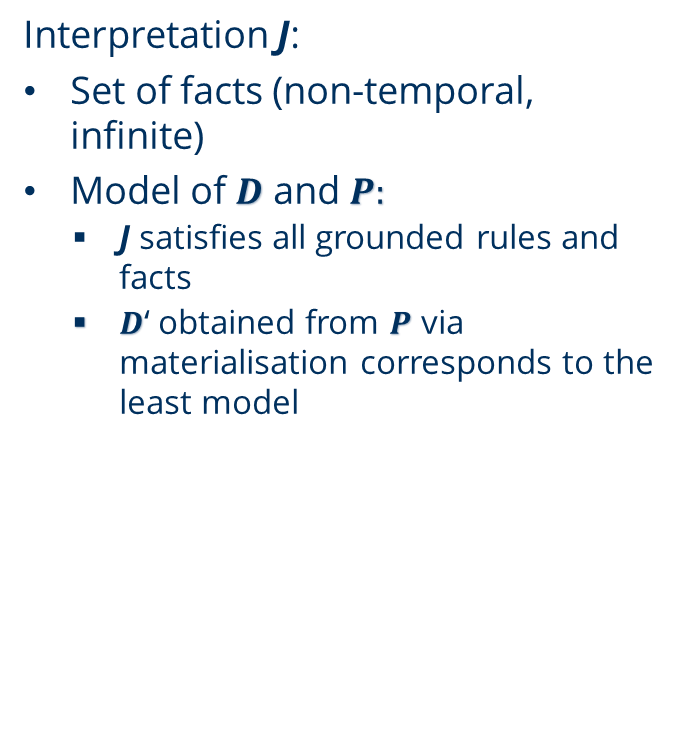 Interpretation J:
• Set of facts (non-temporal,
infinite)
• Model of D and P:
▪ J satisfies all grounded rules and
facts
▪ D‘ obtained from P via
materialisation corresponds to the
least model